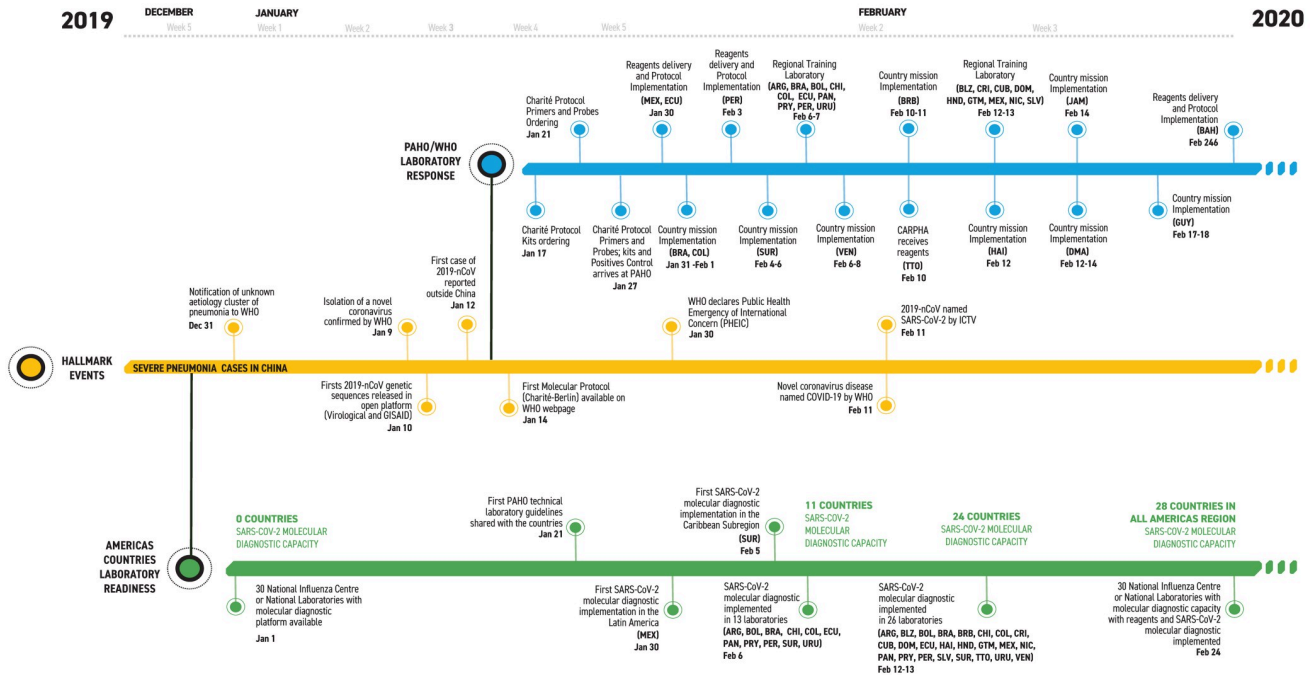 2019
DECEMBER
JANUARY
FEBRUARY
2020
Week 5
Week 1
Week 2
Week 3
Week 4
Week 5
Week 2
Week 3
PAHO/WHO
LABORATORY
RESPONSE
Charité Protocol
Primers and Probes
Ordering
Jan 21
Reagents delivery
and Protocol
Implementation
(MEX, ECU)
Jan 30
Reagents
delivery and
Protocol
Implementation
(PER)
Feb 3
Regional Training
Laboratory
(ARG, BRA, BOL, CHI,
COL, ECU, PAN,
PRY, PER, URU)
Feb 6-7
Country mission
Implementation
(BRB)
Feb 10-11
Regional Training
Laboratory
(BLZ, CRI, CUB, DOM,
HND, GTM, MEX, NIC, SLV)
Feb 12-13
Country mission
Implementation
(JAM)
Feb 14
Reagents delivery
and Protocol
Implementation
(BAH)
Feb 246
Charité Protocol
Kits ordering
Jan 17
Charité Protocol
Primers and
Probes; kits and
Positives Control
arrives at PAHO
Jan 27
Country mission
Implementation
(BRA, COL)
Jan 31 -Feb 1
Country mission
Implementation
(SUR)
Feb 4-6
Country mission
Implementation
(VEN)
Feb 6-8
CARPHA
receives
reagents
(TTO)
Feb 10
Country mission
Implementation
(HAI)
Feb 12
Country mission
Implementation
(DMA)
Feb 12-14
Country mission
Implementation
(GUY)
Feb 17-18
HALLMARK
EVENTS
SEVERE PNEUMONIA CASES IN CHINA
Notification of unknown
aetiology cluster of
pneumonia to WHO
Dec 31
Isolation of a novel
coronavirus
confirmed by WHO
Jan 9
First case of
2019-nCoV
reported
outside China
Jan 12
WHO declares Public Health
Emergency of International
Concern (PHEIC)
Jan 30
2019-nCoV named
SARS-CoV-2 by ICTV
Feb 11
Firsts 2019-nCoV genetic
sequences released in
open platform
(Virological and GISAID)
Jan 10
First Molecular Protocol
(Charité-Berlin) available on
WHO webpage
Jan 14
Novel coronavirus disease
named COVID-19 by WHO
Feb 11
AMERICAS
COUNTRIES
LABORATORY
READINESS
0 COUNTRIES
SARS-COV-2 MOLECULAR
DIAGNOSTIC CAPACITY
First PAHO technical
laboratory guidelines
shared with the countries
Jan 21
First SARS-CoV-2
molecular diagnostic
implementation in the
Caribbean Subregion
(SUR)
Feb 5
11 COUNTRIES
SARS-COV-2
MOLECULAR
DIAGNOSTIC CAPACITY
24 COUNTRIES
SARS-COV-2 MOLECULAR
DIAGNOSTIC CAPACITY
28 COUNTRIES IN
ALL AMERICAS REGION
SARS-COV-2 MOLECULAR
DIAGNOSTIC CAPACITY
30 National Influenza Centre
or National Laboratories with
molecular diagnostic
platform available
Jan 1
First SARS-CoV-2
molecular diagnostic
implementation in the
Latin America
(MEX)
Jan 30
SARS-CoV-2
molecular diagnostic
implemented
in 13 laboratories
(ARG, BOL, BRA, CHI, COL, ECU,
PAN, PRY, PER, SUR, URU)
Feb 6
SARS-CoV-2
molecular diagnostic
implemented
in 26 laboratories
(ARG, BLZ, BOL, BRA, BRB, CHI, COL, CRI,
CUB, DOM, ECU, HAI, HND, GTM, MEX, NIC,
PAN, PRY, PER, SLV, SUR, TTO, URU, VEN)
Feb 12-13
30 National Influenza Centre
or National Laboratories with
molecular diagnostic capacity
with reagents and SARS-CoV-2
molecular diagnostic
implemented
Feb 24